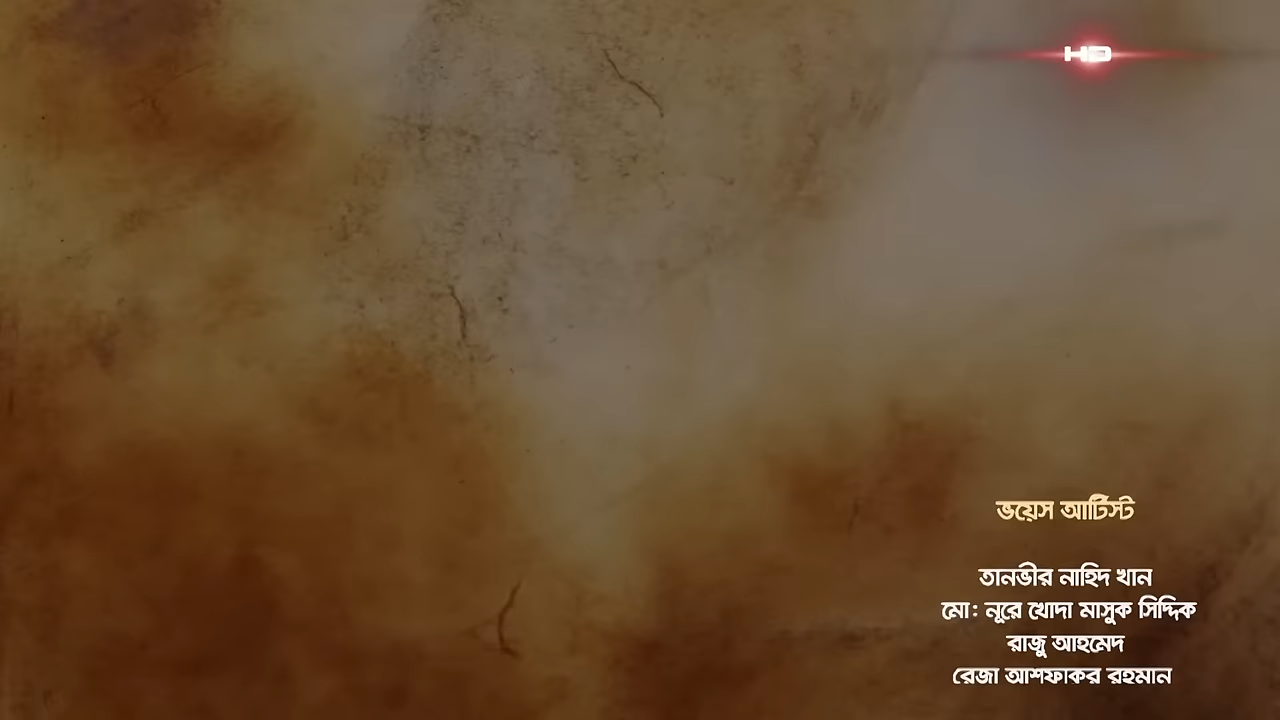 HD
ভয়েস আর্টিস্ট
তানভীর নাহিদ খান
মো: নূরে খোদা মাসুক সিদ্দিক
রাজু আহমেদ
রেজা আশফাকর রহমান